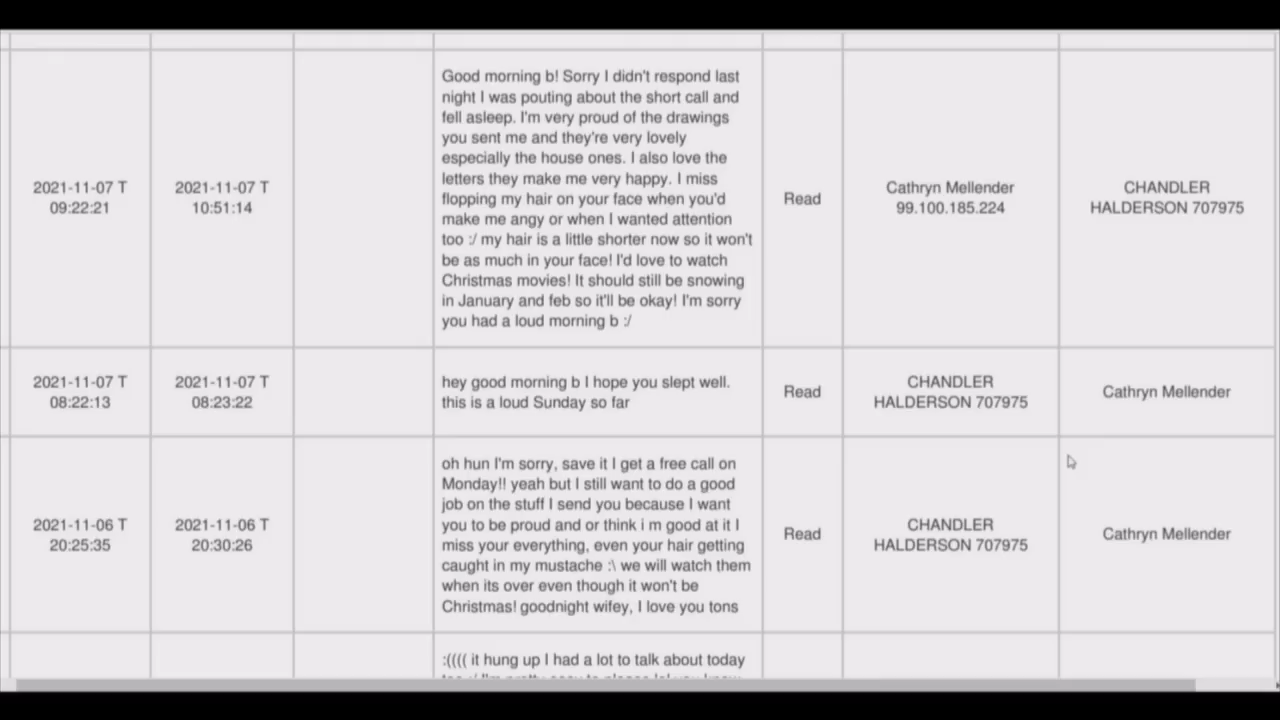 Good morning b! Sorry I didn't respond last
night I was pouting about the short call and
fell asleep. I'm very proud of the drawings
you sent me and they're very lovely
especially the house ones. I also love the
letters they make me very happy. I miss
flopping my hair on your face when you'd
make me angy or when I wanted attention
too :/ my hair is a little shorter now so it won't
be as much in your face! I'd love to watch
Christmas movies! It should still be snowing
in January and feb so it'll be okay! I'm sorry
you had a loud morning b :/
2021-11-07 T
09:22:21
2021-11-07 T
10:51:14
Read
Cathryn Mellender
99.100.185.224
CHANDLER
HALDERSON 707975
2021-11-07 T
08:22:13
2021-11-07 T
08:23:22
hey good morning b I hope you slept well.
this is a loud Sunday so far
Read
CHANDLER
HALDERSON 707975
Cathryn Mellender
2021-11-06 T
20:25:35
2021-11-06 T
20:30:26
oh hun I'm sorry, save it I get a free call on
Monday!! yeah but I still want to do a good
job on the stuff I send you because I want
you to be proud and or think i m good at it I
miss your everything, even your hair getting
caught in my mustache :\ we will watch them
when its over even though it won't be
Christmas! goodnight wifey, I love you tons
Read
CHANDLER
HALDERSON 707975
Cathryn Mellender
:(((( it hung up I had a lot to talk about today